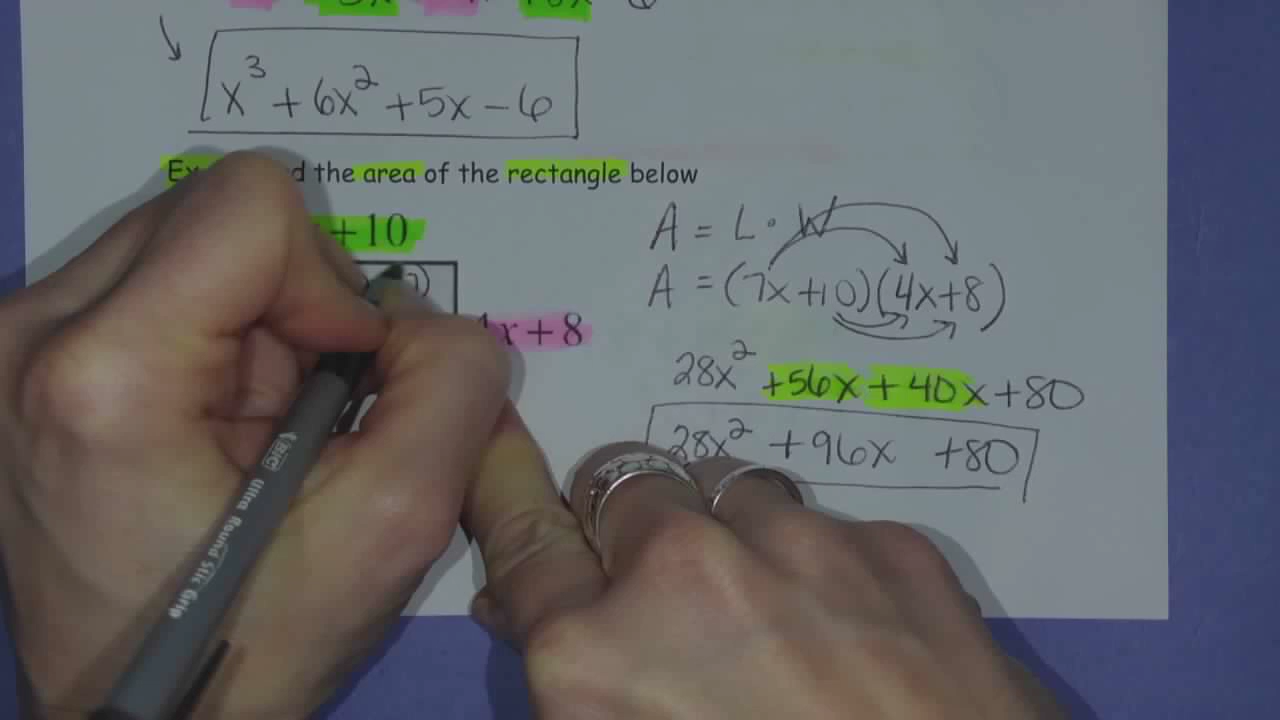 x³ + 6x² + 5x - 6
the area of the rectangle below
+10
x + 8
A = L · W
A = (7x + 10)(4x + 8)
28x² + 56x + 40x + 80
28x² + 96x + 80
BIC Ultra Round Stic Grip